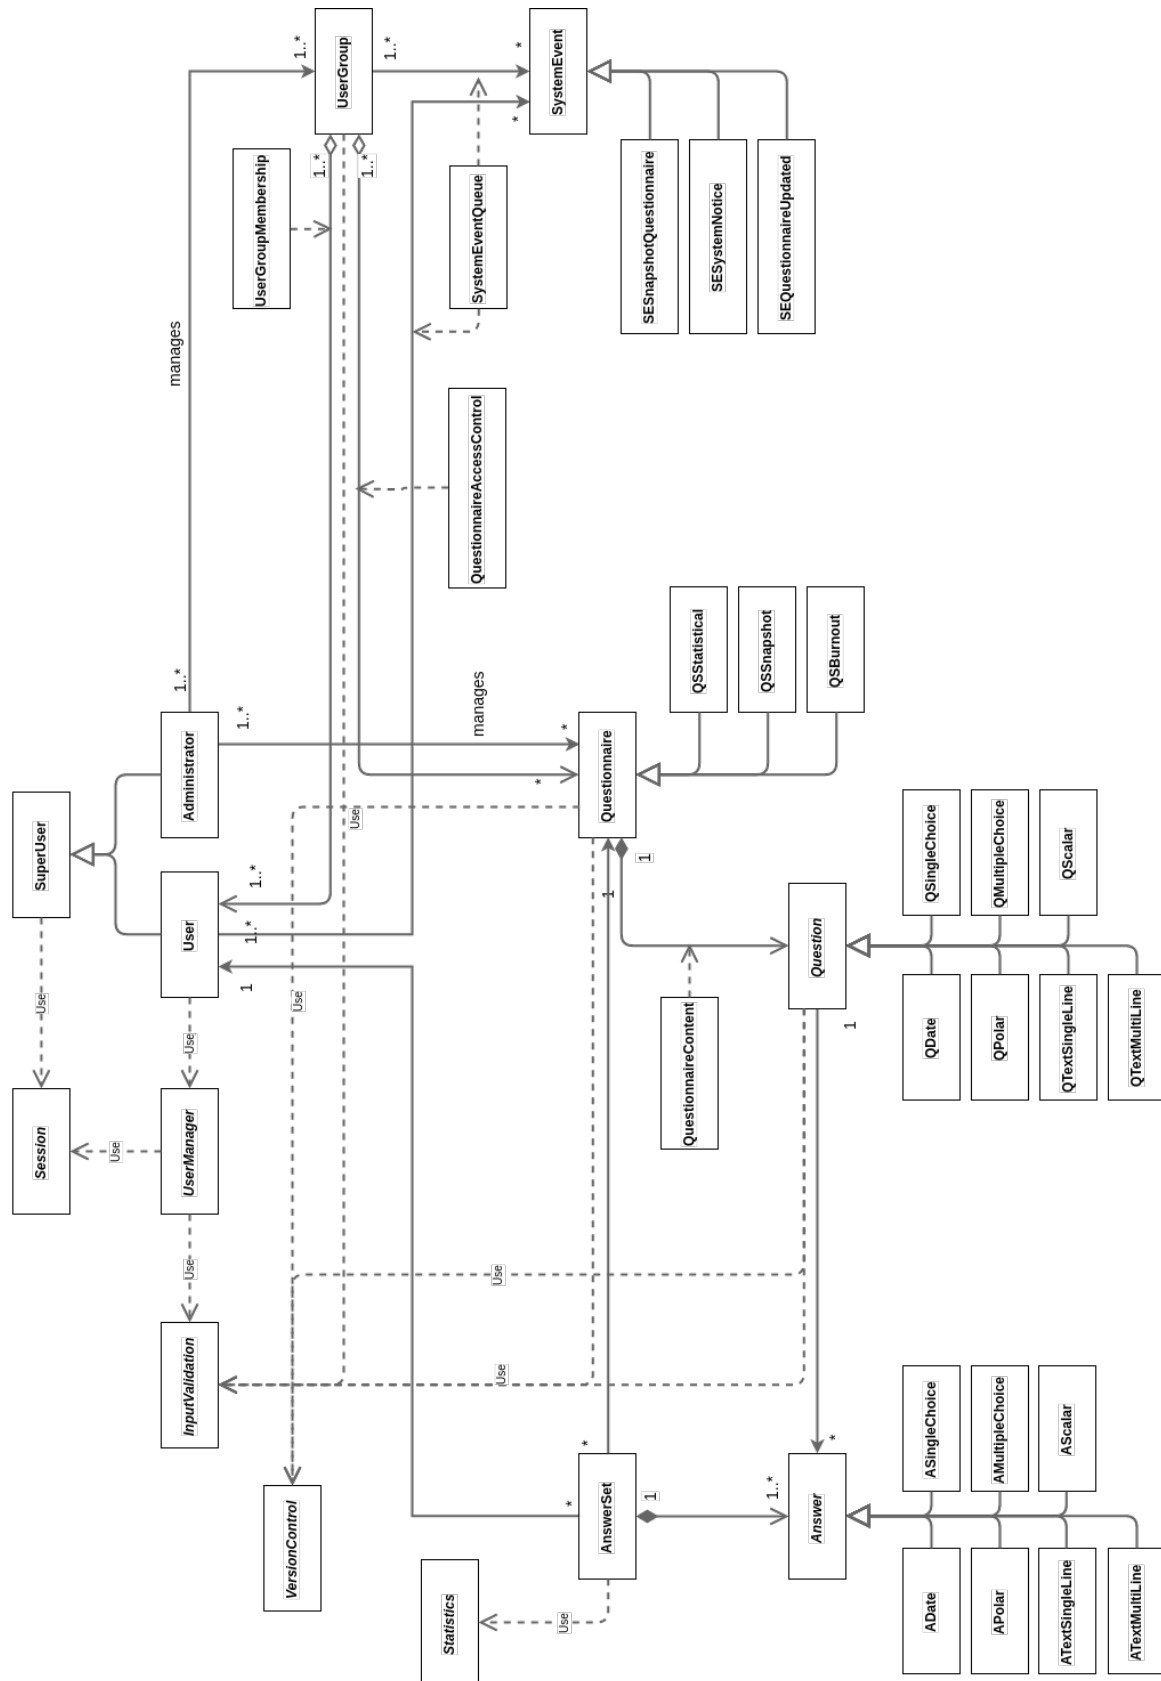 SuperUser
Session
Use
Administrator
User
UserManager
InputValidation
Use
Use
Use
manages
1..*
1..*
1..*
1..*
1..*
1
UserGroupMembership
VersionControl
UserGroup
1..*
1..*
1..*
Use
Use
SystemEventQueue
QuestionnaireAccessControl
manages
Use
Use
Statistics
Use
SystemEvent
*
*
Questionnaire
*
*
1
1
AnswerSet
*
*
1
SESnapshotQuestionnaire
SESystemNotice
SEQuestionnaireUpdated
QSStatistical
QSSnapshot
QSBurnout
QuestionnaireContent
Question
1
Answer
*
1..*
QSingleChoice
QMultipleChoice
QScalar
QDate
QPolar
QTextSingleLine
QTextMultiLine
ASingleChoice
AMultipleChoice
AScalar
ADate
APolar
ATextSingleLine
ATextMultiLine